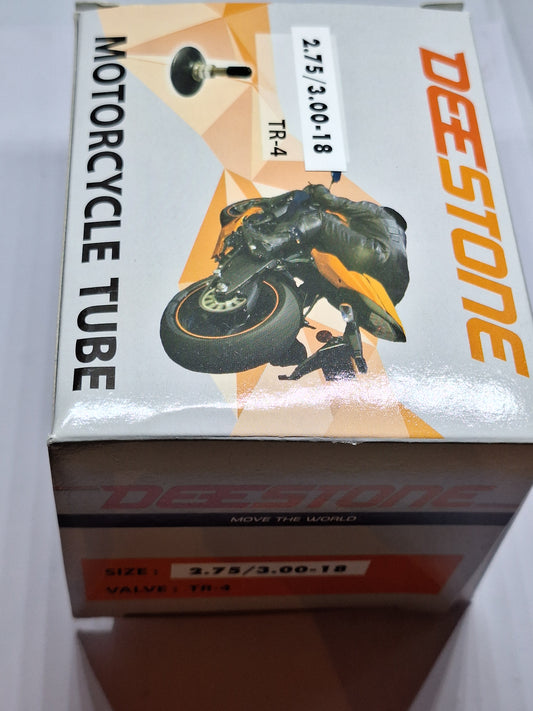 DEESTONE
2.75/3.00-18
TR-4
MOTORCYCLE TUBE
DEESTONE
MOVE THE WORLD
SIZE : 2.75/3.00-18
VALVE : TR-4